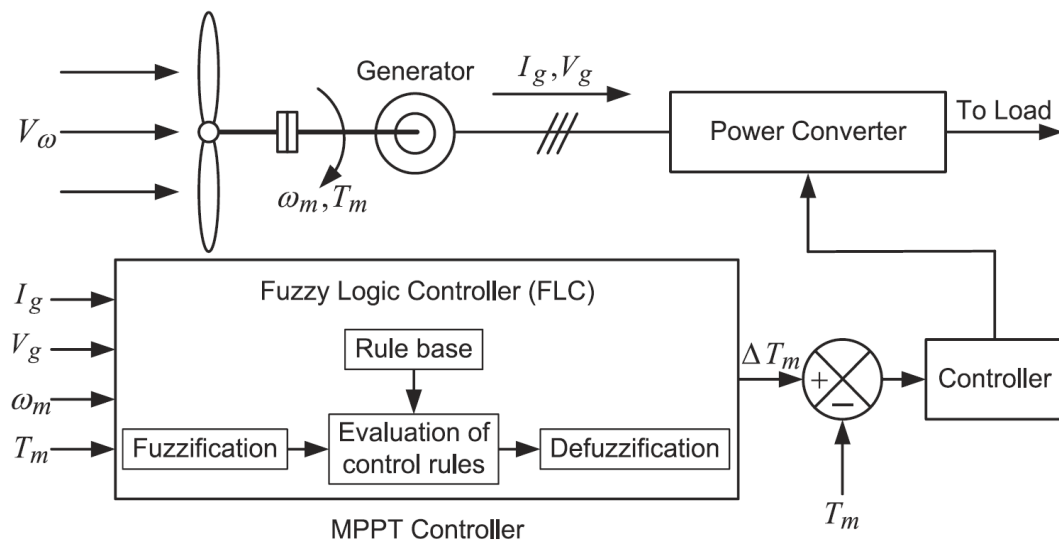 Generator
I_g, V_g
To Load
Power Converter
V_ω
ω_m, T_m
I_g
Fuzzy Logic Controller (FLC)
V_g
Rule base
ΔT_m
ω_m
+
−
Controller
T_m
Fuzzification
Evaluation of
control rules
Defuzzification
T_m
MPPT Controller